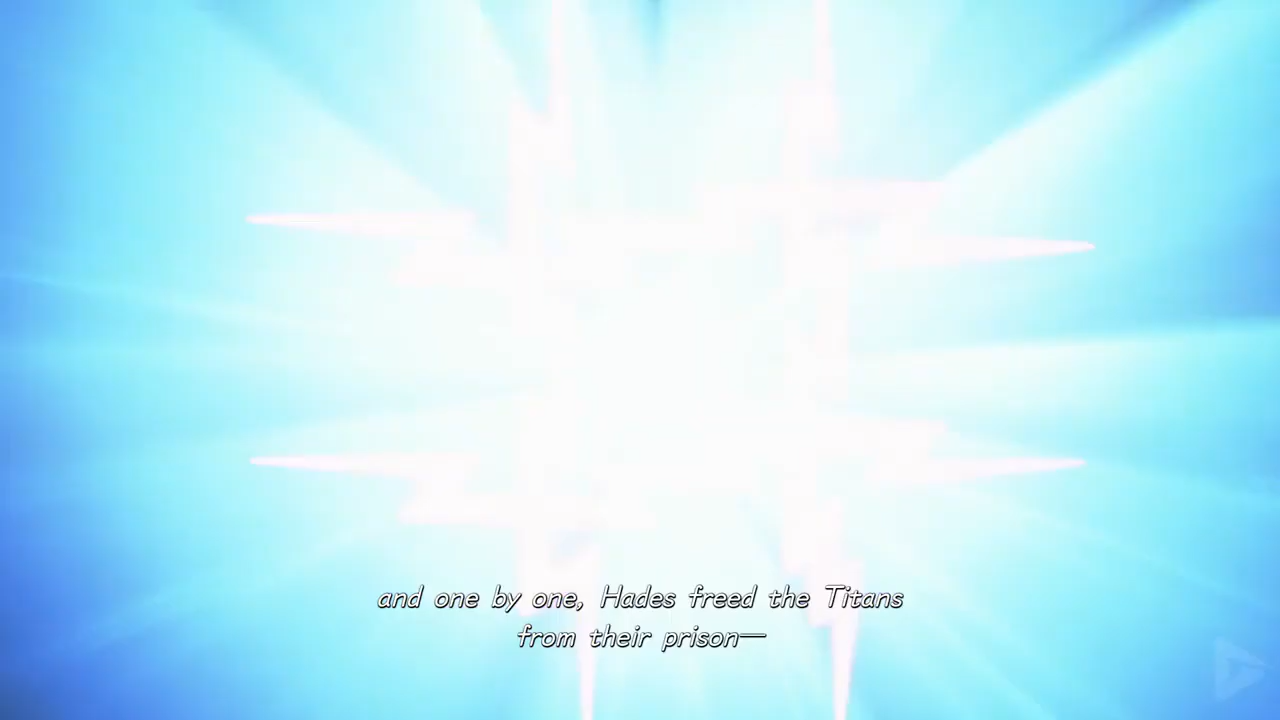 and one by one, Hades freed the Titans
from their prison—